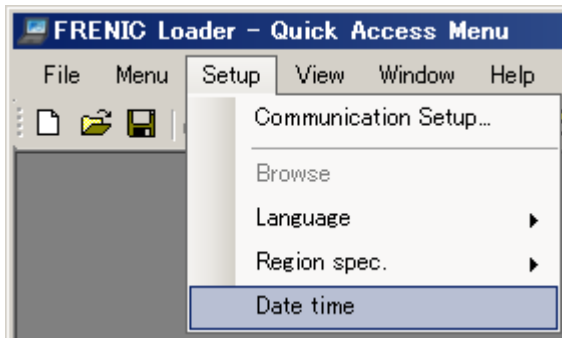 FRENIC Loader - Quick Access Menu
File Menu Setup View Window Help
Communication Setup...
Browse
Language
Region spec.
Date time